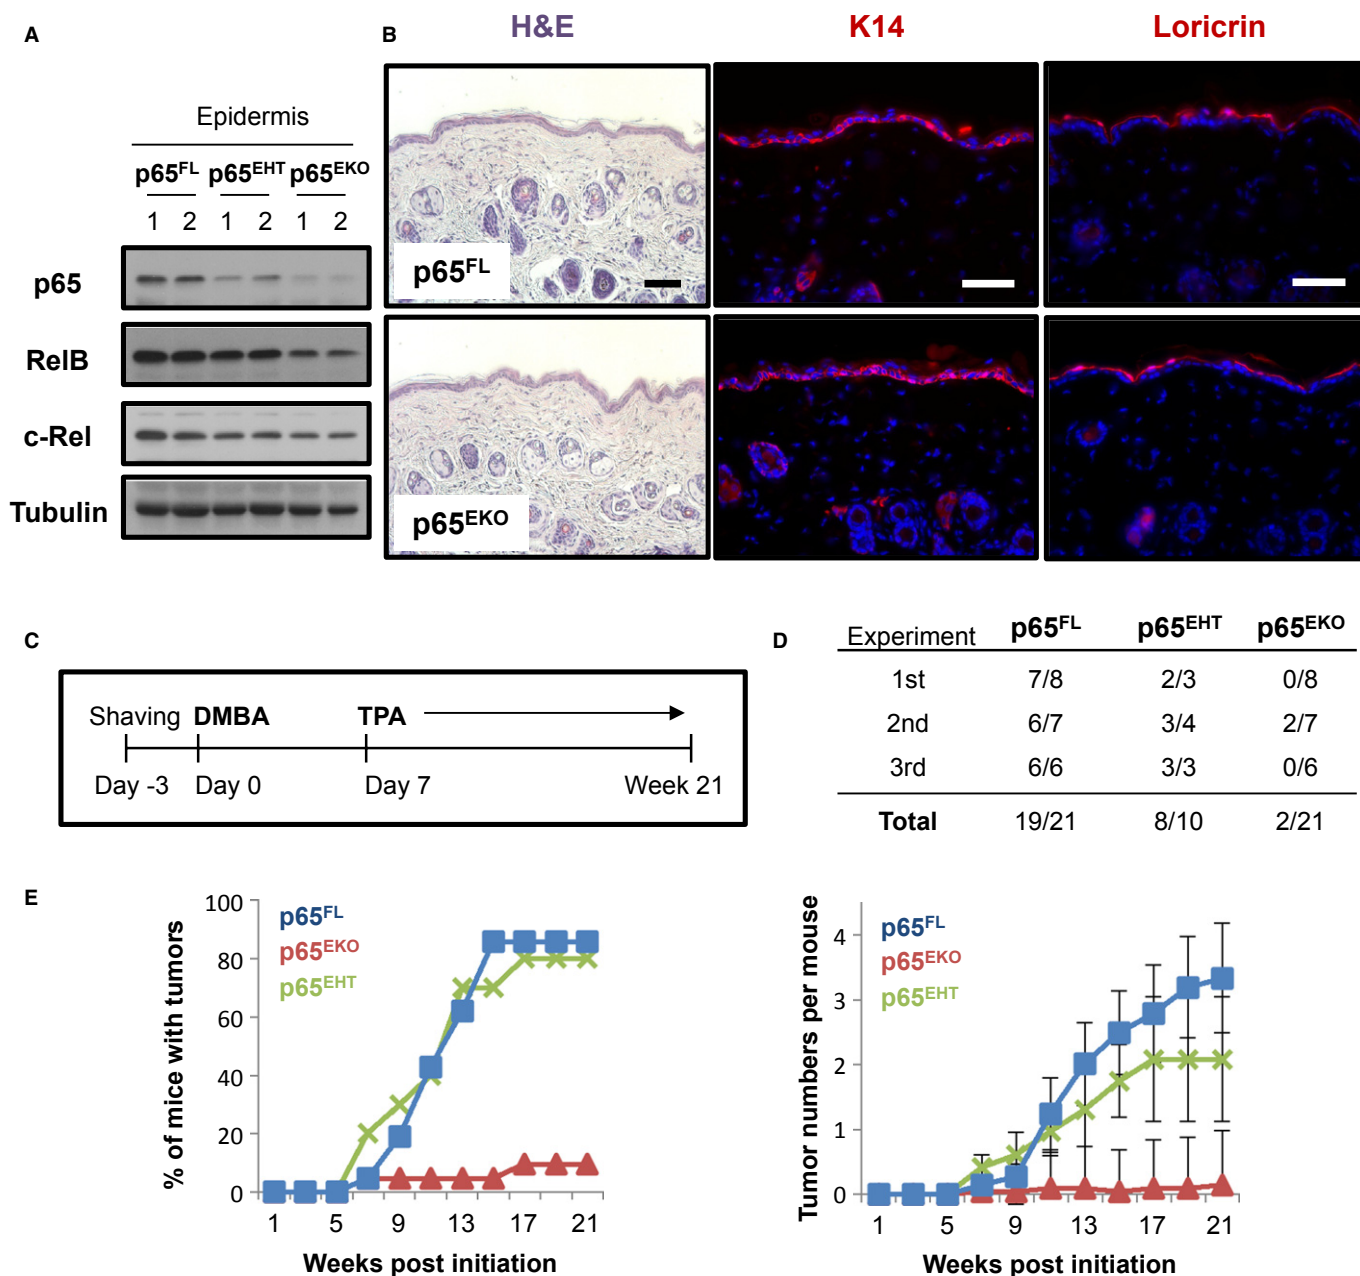 A
Epidermis
p65FL p65EHT p65EKO
1 2 1 2 1 2
p65
RelB
c-Rel
Tubulin
B
H&E K14 Loricrin
p65FL
p65EKO
C
Shaving DMBA TPA
Day -3 Day 0 Day 7 Week 21
D
Experiment p65FL p65EHT p65EKO
1st 7/8 2/3 0/8
2nd 6/7 3/4 2/7
3rd 6/6 3/3 0/6
Total 19/21 8/10 2/21
E
% of mice with tumors
100
80
60
40
20
0
p65FL
p65EKO
p65EHT
1 5 9 13 17 21
Weeks post initiation
Tumor numbers per mouse
4
3
2
1
0
p65FL
p65EKO
p65EHT
1 5 9 13 17 21
Weeks post initiation